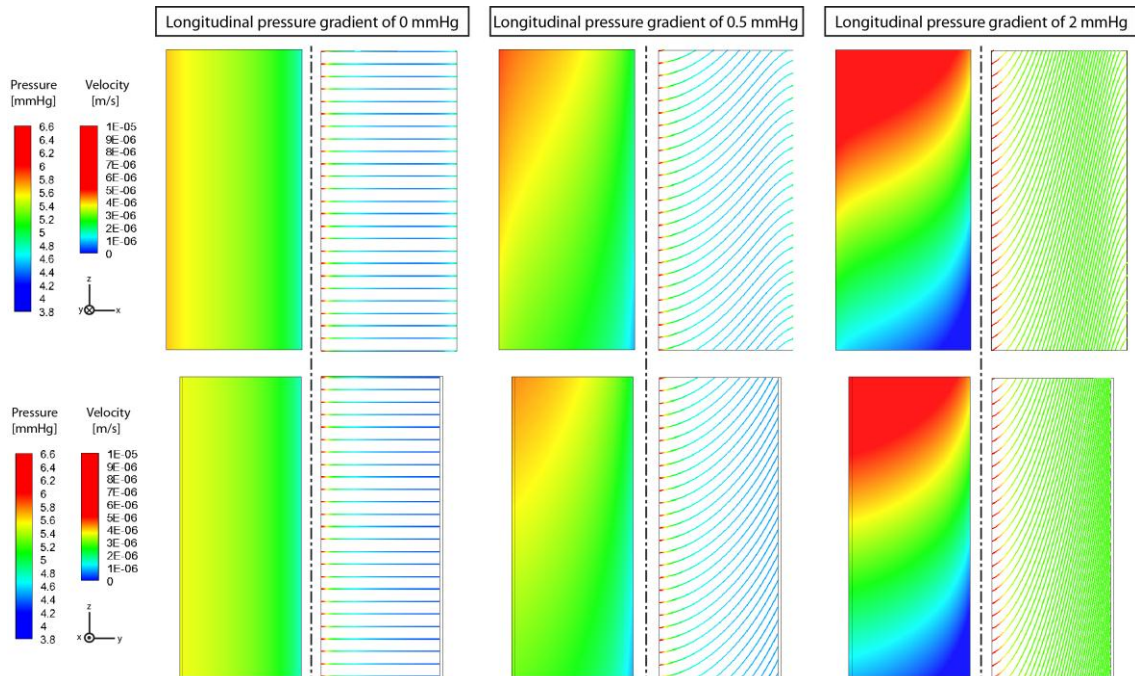 Longitudinal pressure gradient of 0 mmHg
Longitudinal pressure gradient of 0.5 mmHg
Longitudinal pressure gradient of 2 mmHg
Pressure
[mmHg]
Velocity
[m/s]
6.6
6.4
6.2
6
5.8
5.6
5.4
5.2
5
4.8
4.6
4.4
4.2
4
3.8
1E-05
9E-06
8E-06
7E-06
6E-06
5E-06
4E-06
3E-06
2E-06
1E-06
0
z
y x
Pressure
[mmHg]
Velocity
[m/s]
6.6
6.4
6.2
6
5.8
5.6
5.4
5.2
5
4.8
4.6
4.4
4.2
4
3.8
1E-05
9E-06
8E-06
7E-06
6E-06
5E-06
4E-06
3E-06
2E-06
1E-06
0
z
x y